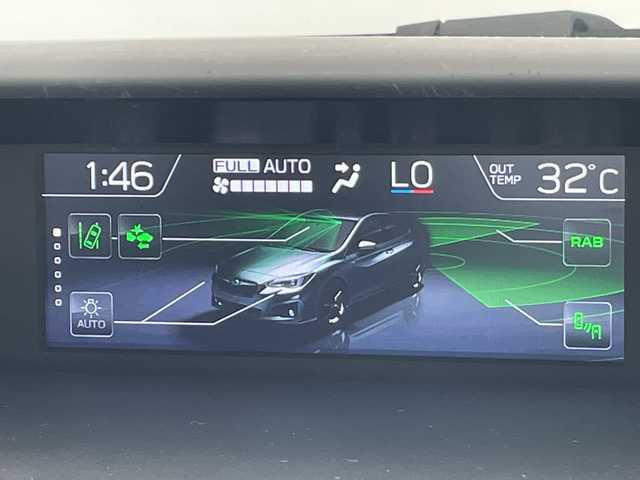 1:46
FULL AUTO
LO
OUT TEMP
32°C
RAB
AUTO